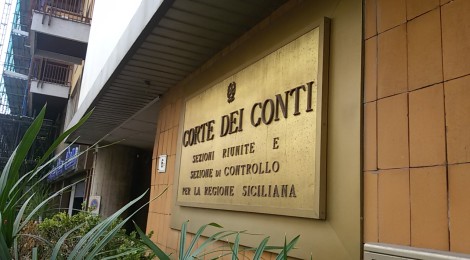 CORTE DEI CONTI
SEZIONI RIUNITE E
SEZIONE DI CONTROLLO
PER LA REGIONE SICILIANA